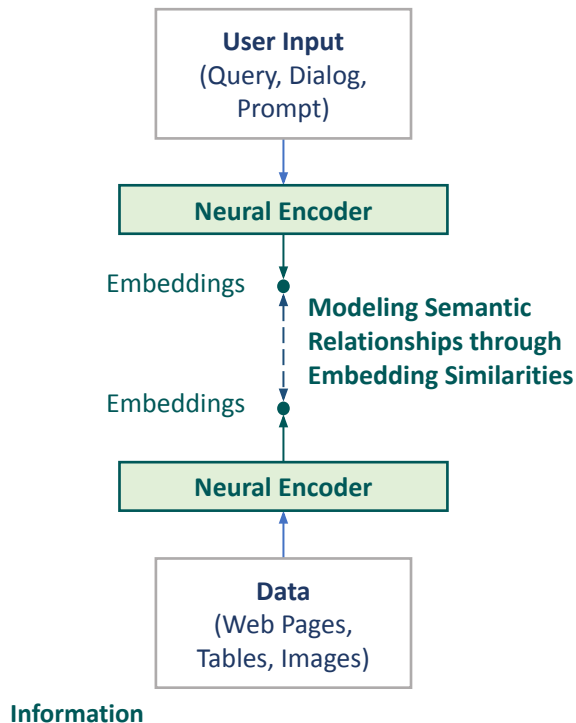 User Input
(Query, Dialog,
Prompt)
Neural Encoder
Embeddings
Modeling Semantic
Relationships through
Embedding Similarities
Embeddings
Neural Encoder
Data
(Web Pages,
Tables, Images)
Information